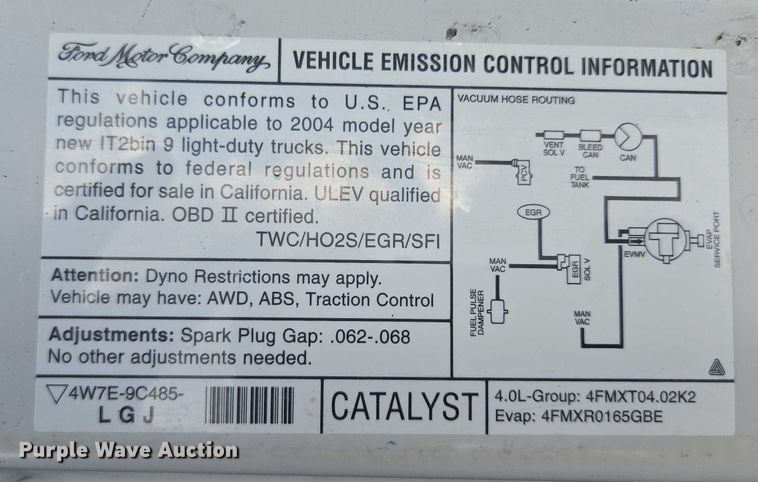 Ford Motor Company
VEHICLE EMISSION CONTROL INFORMATION
This vehicle conforms to U.S. EPA
regulations applicable to 2004 model year
new IT2bin 9 light-duty trucks. This vehicle
conforms to federal regulations and is
certified for sale in California. ULEV qualified
in California. OBD II certified.
TWC/HO2S/EGR/SFI
Attention: Dyno Restrictions may apply.
Vehicle may have: AWD, ABS, Traction Control
Adjustments: Spark Plug Gap: .062-.068
No other adjustments needed.
VACUUM HOSE ROUTING
VENT
SOL V
BLEED
CAN
CAN
MAN
VAC
PCV
TO
FUEL
TANK
EGR
EVMV
EVAP
SERVICE PORT
MAN
VAC
EGR
SOL V
FUEL PULSE
DAMPENER
MAN
VAC
4W7E-9C485-
L G J
CATALYST
4.0L-Group: 4FMXT04.02K2
Evap: 4FMXR0165GBE
Purple Wave Auction